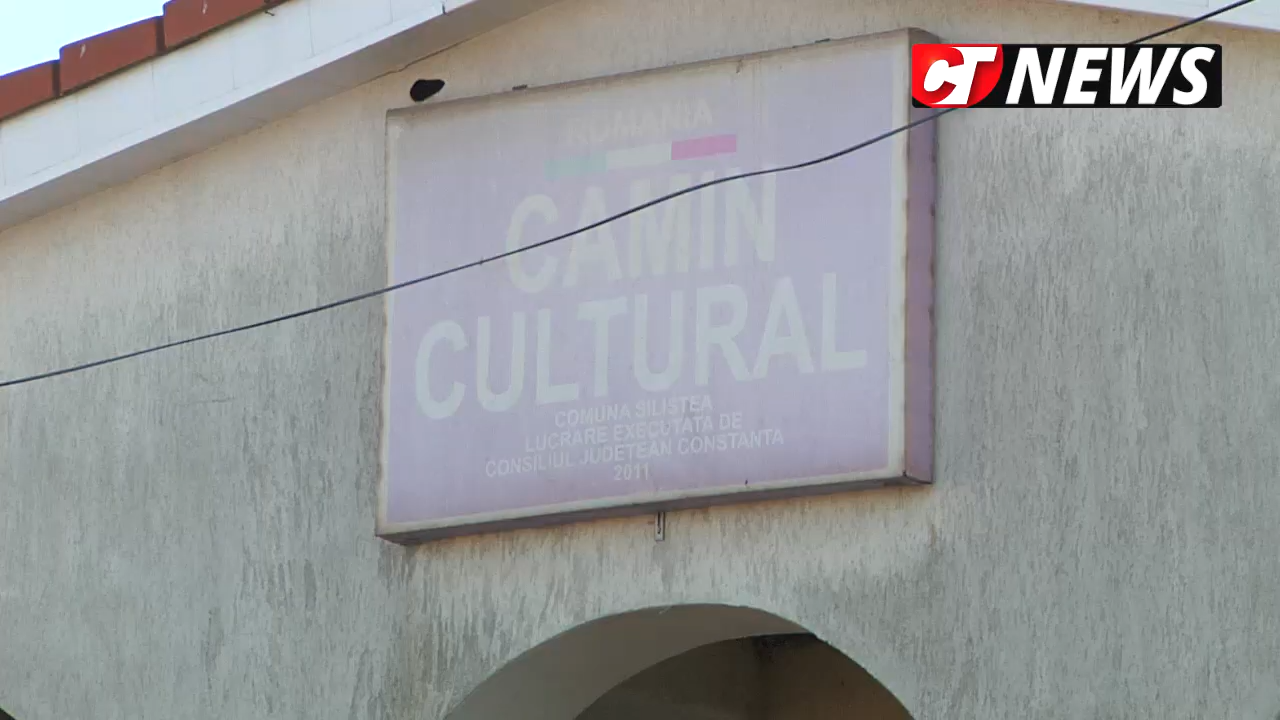 CT NEWS
ROMANIA
CAMIN
CULTURAL
COMUNA SILISTEA
LUCRARE EXECUTATA DE
CONSILIUL JUDETEAN CONSTANTA
2011